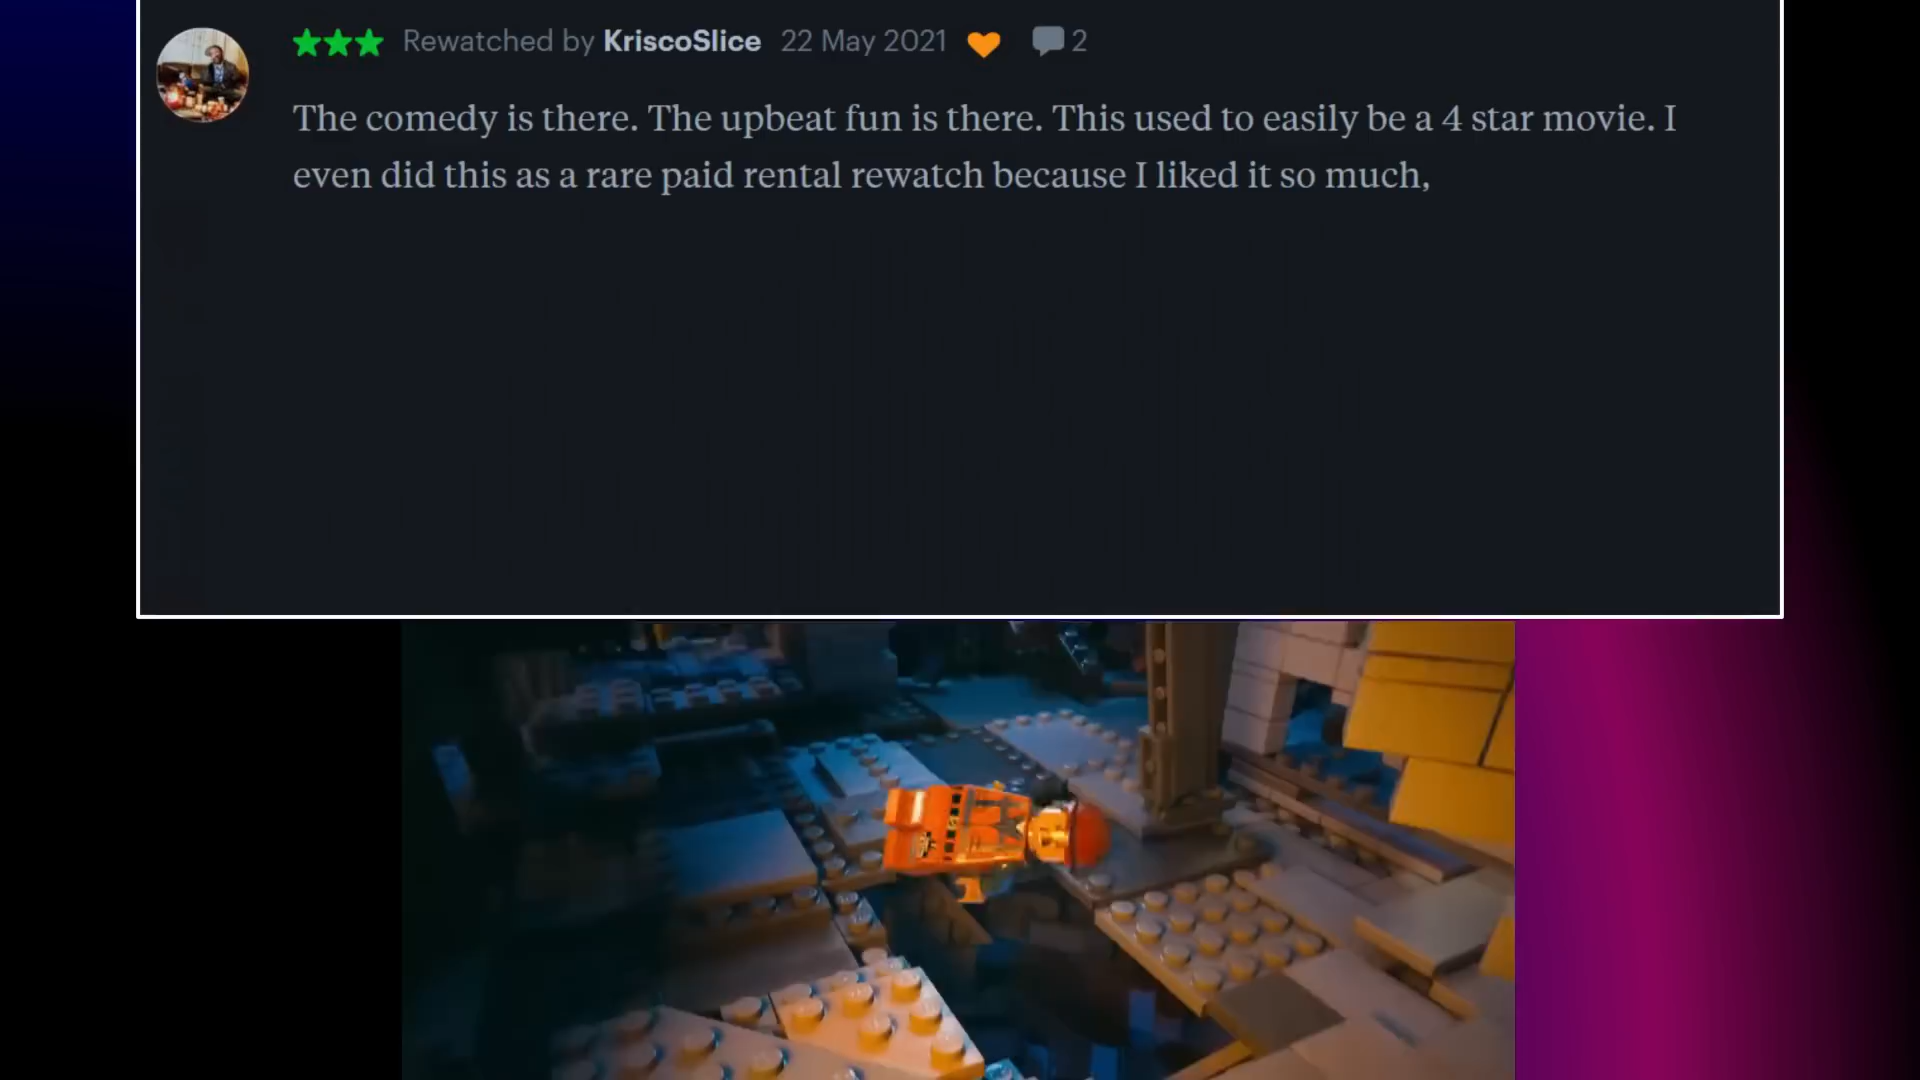 Rewatched by KriscoSlice 22 May 2021 2
The comedy is there. The upbeat fun is there. This used to easily be a 4 star movie. I
even did this as a rare paid rental rewatch because I liked it so much,